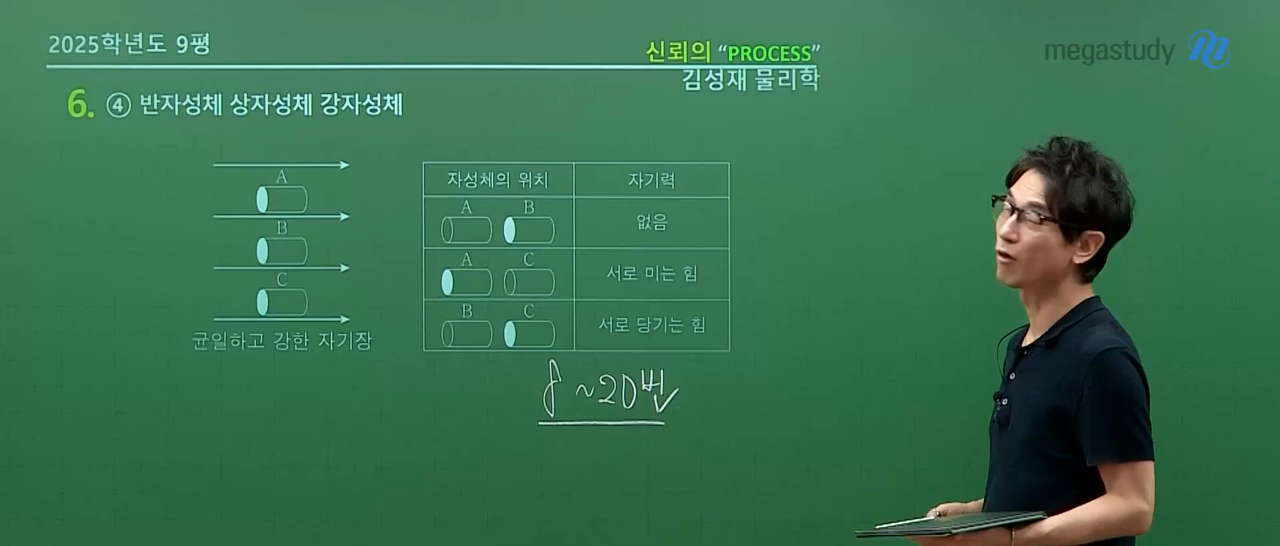 2025학년도 9평
신뢰의 “PROCESS”
김성재 물리학
megastudy
6. ④ 반자성체 상자성체 강자성체
A
B
C
균일하고 강한 자기장
자성체의 위치 자기력
A B 없음
A C 서로 미는 힘
B C 서로 당기는 힘
~20번